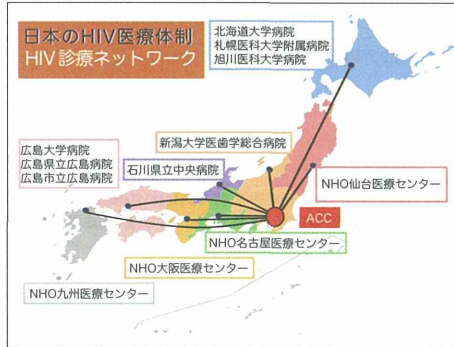 日本のHIV医療体制
HIV診療ネットワーク
北海道大学病院
札幌医科大学附属病院
旭川医科大学病院
広島大学病院
広島県立広島病院
広島市立広島病院
新潟大学医歯学総合病院
石川県立中央病院
NHO仙台医療センター
ACC
NHO名古屋医療センター
NHO大阪医療センター
NHO九州医療センター